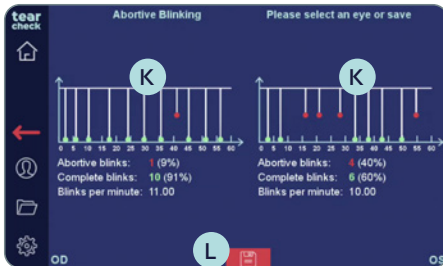 tear
check
Abortive Blinking
Please select an eye or save
K
K
0 5 10 15 20 25 30 35 40 45 50 55 60
0 5 10 15 20 25 30 35 40 45 50 55 60
Abortive blinks: 1 (9%)
Complete blinks: 10 (91%)
Blinks per minute: 11.00
Abortive blinks: 4 (40%)
Complete blinks: 6 (60%)
Blinks per minute: 10.00
L
OD
OS